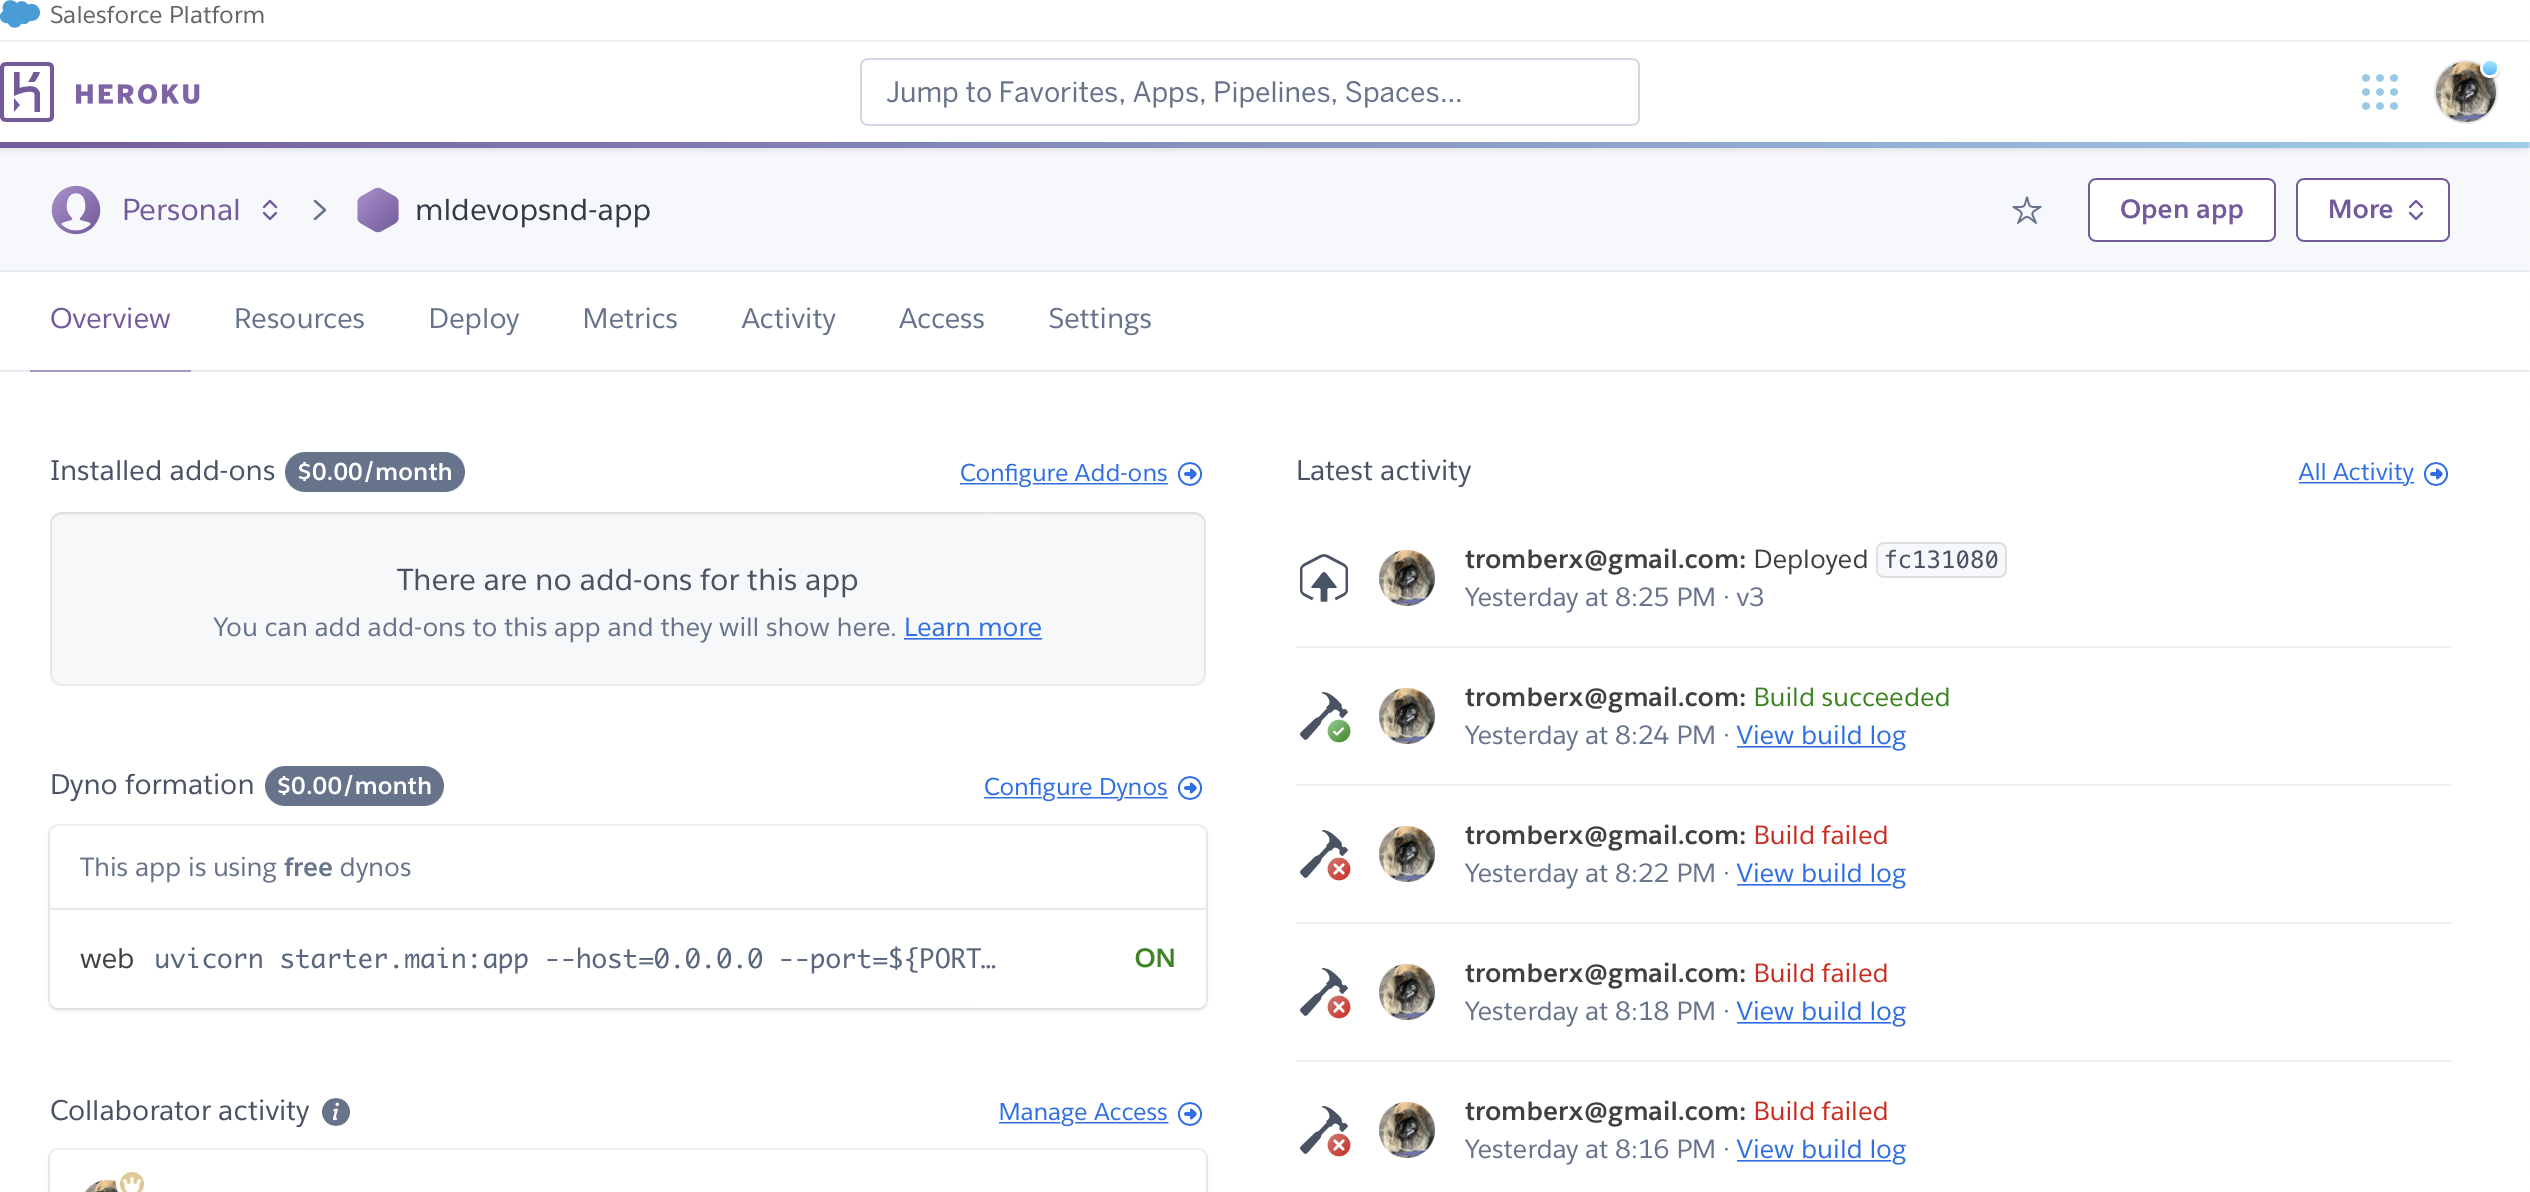 Salesforce Platform
HEROKU
Jump to Favorites, Apps, Pipelines, Spaces...
Personal
mldevopsnd-app
Open app
More
Overview
Resources
Deploy
Metrics
Activity
Access
Settings
Installed add-ons $0.00/month
Configure Add-ons
There are no add-ons for this app
You can add add-ons to this app and they will show here. Learn more
Dyno formation $0.00/month
Configure Dynos
This app is using free dynos
web uvicorn starter.main:app --host=0.0.0.0 --port=${PORT…
ON
Collaborator activity i
Manage Access
Latest activity
All Activity
tromberx@gmail.com: Deployed fc131080
Yesterday at 8:25 PM · v3
tromberx@gmail.com: Build succeeded
Yesterday at 8:24 PM · View build log
tromberx@gmail.com: Build failed
Yesterday at 8:22 PM · View build log
tromberx@gmail.com: Build failed
Yesterday at 8:18 PM · View build log
tromberx@gmail.com: Build failed
Yesterday at 8:16 PM · View build log